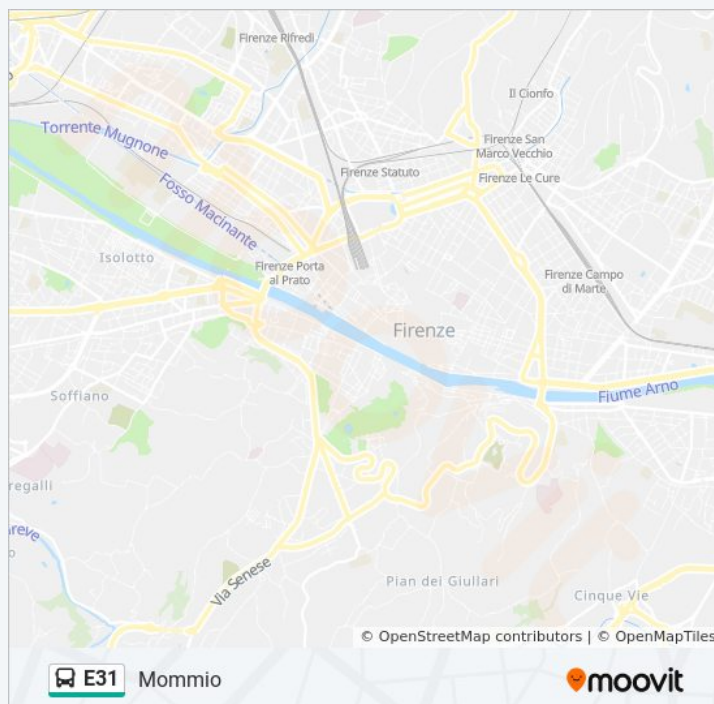 Firenze Rifredi
Il Cionfo
Torrente Mugnone
Firenze San
Marco Vecchio
Firenze Statuto
Firenze Le Cure
Fosso Macinante
Isolotto
Firenze Porta
al Prato
Firenze Campo
di Marte
Firenze
Fiume Arno
Soffiano
regalli
reve
o
Via Senese
Pian dei Giullari
Cinque Vie
© OpenStreetMap contributors | © OpenMapTiles
E31 Mommio
moovit